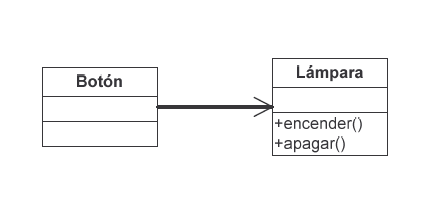 Botón
Lámpara
+encender()
+apagar()